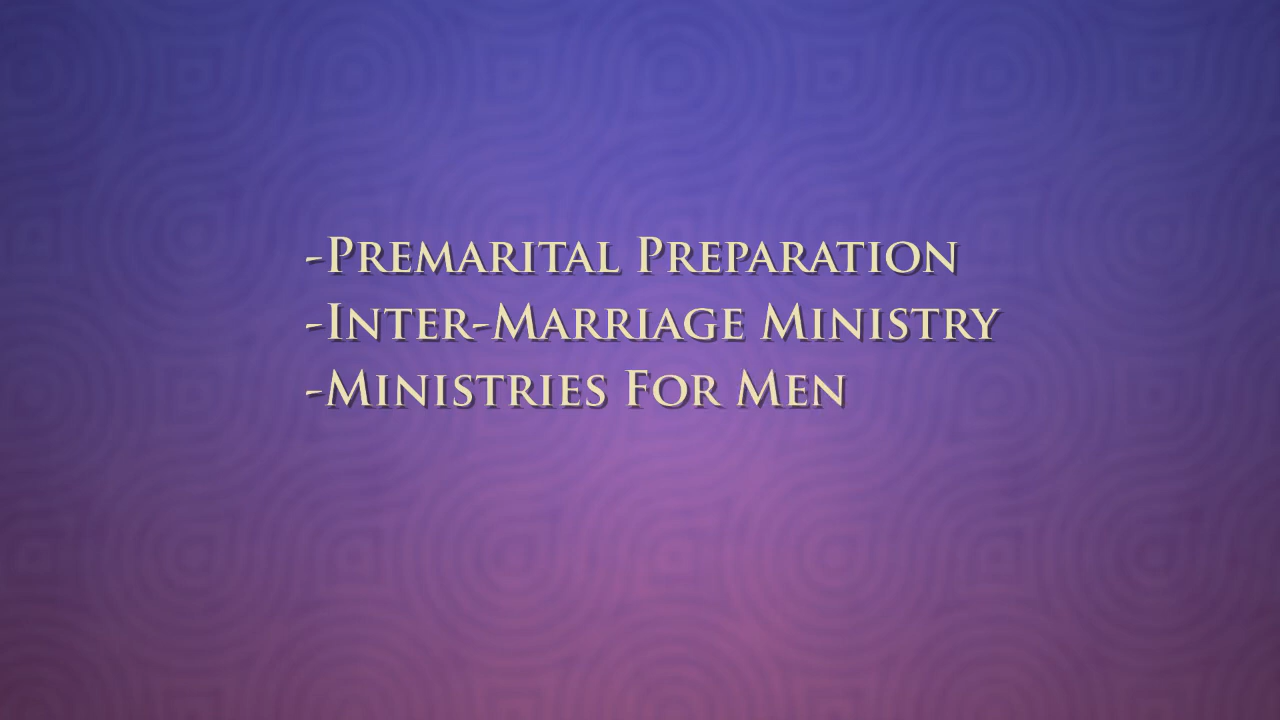 -Premarital Preparation
-Inter-Marriage Ministry
-Ministries For Men